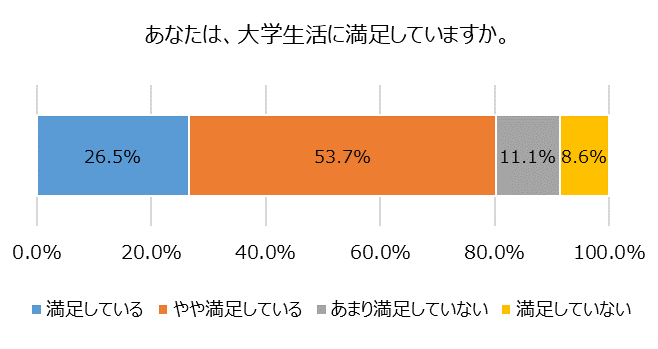 あなたは、大学生活に満足していますか。
26.5% 53.7% 11.1% 8.6%
0.0% 20.0% 40.0% 60.0% 80.0% 100.0%
満足している やや満足している あまり満足していない 満足していない